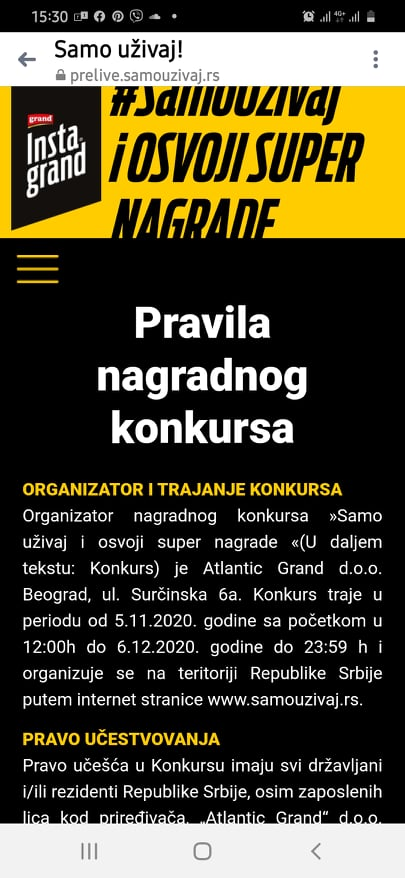 15:30
4G+
Samo uživaj!
prelive.samouzivaj.rs
grand
Insta.
grand
#Samouzivaj
i OSVOJI SUPER
NAGRADE
Pravila
nagradnog
konkursa
ORGANIZATOR I TRAJANJE KONKURSA
Organizator nagradnog konkursa »Samo
uživaj i osvoji super nagrade «(U daljem
tekstu: Konkurs) je Atlantic Grand d.o.o.
Beograd, ul. Surčinska 6a. Konkurs traje u
periodu od 5.11.2020. godine sa početkom u
12:00h do 6.12.2020. godine do 23:59 h i
organizuje se na teritoriji Republike Srbije
putem internet stranice www.samouzivaj.rs.
PRAVO UČESTVOVANJA
Pravo učešća u Konkursu imaju svi državljani
i/ili rezidenti Republike Srbije, osim zaposlenih
lica kod priređivača, „Atlantic Grand“ d.o.o.